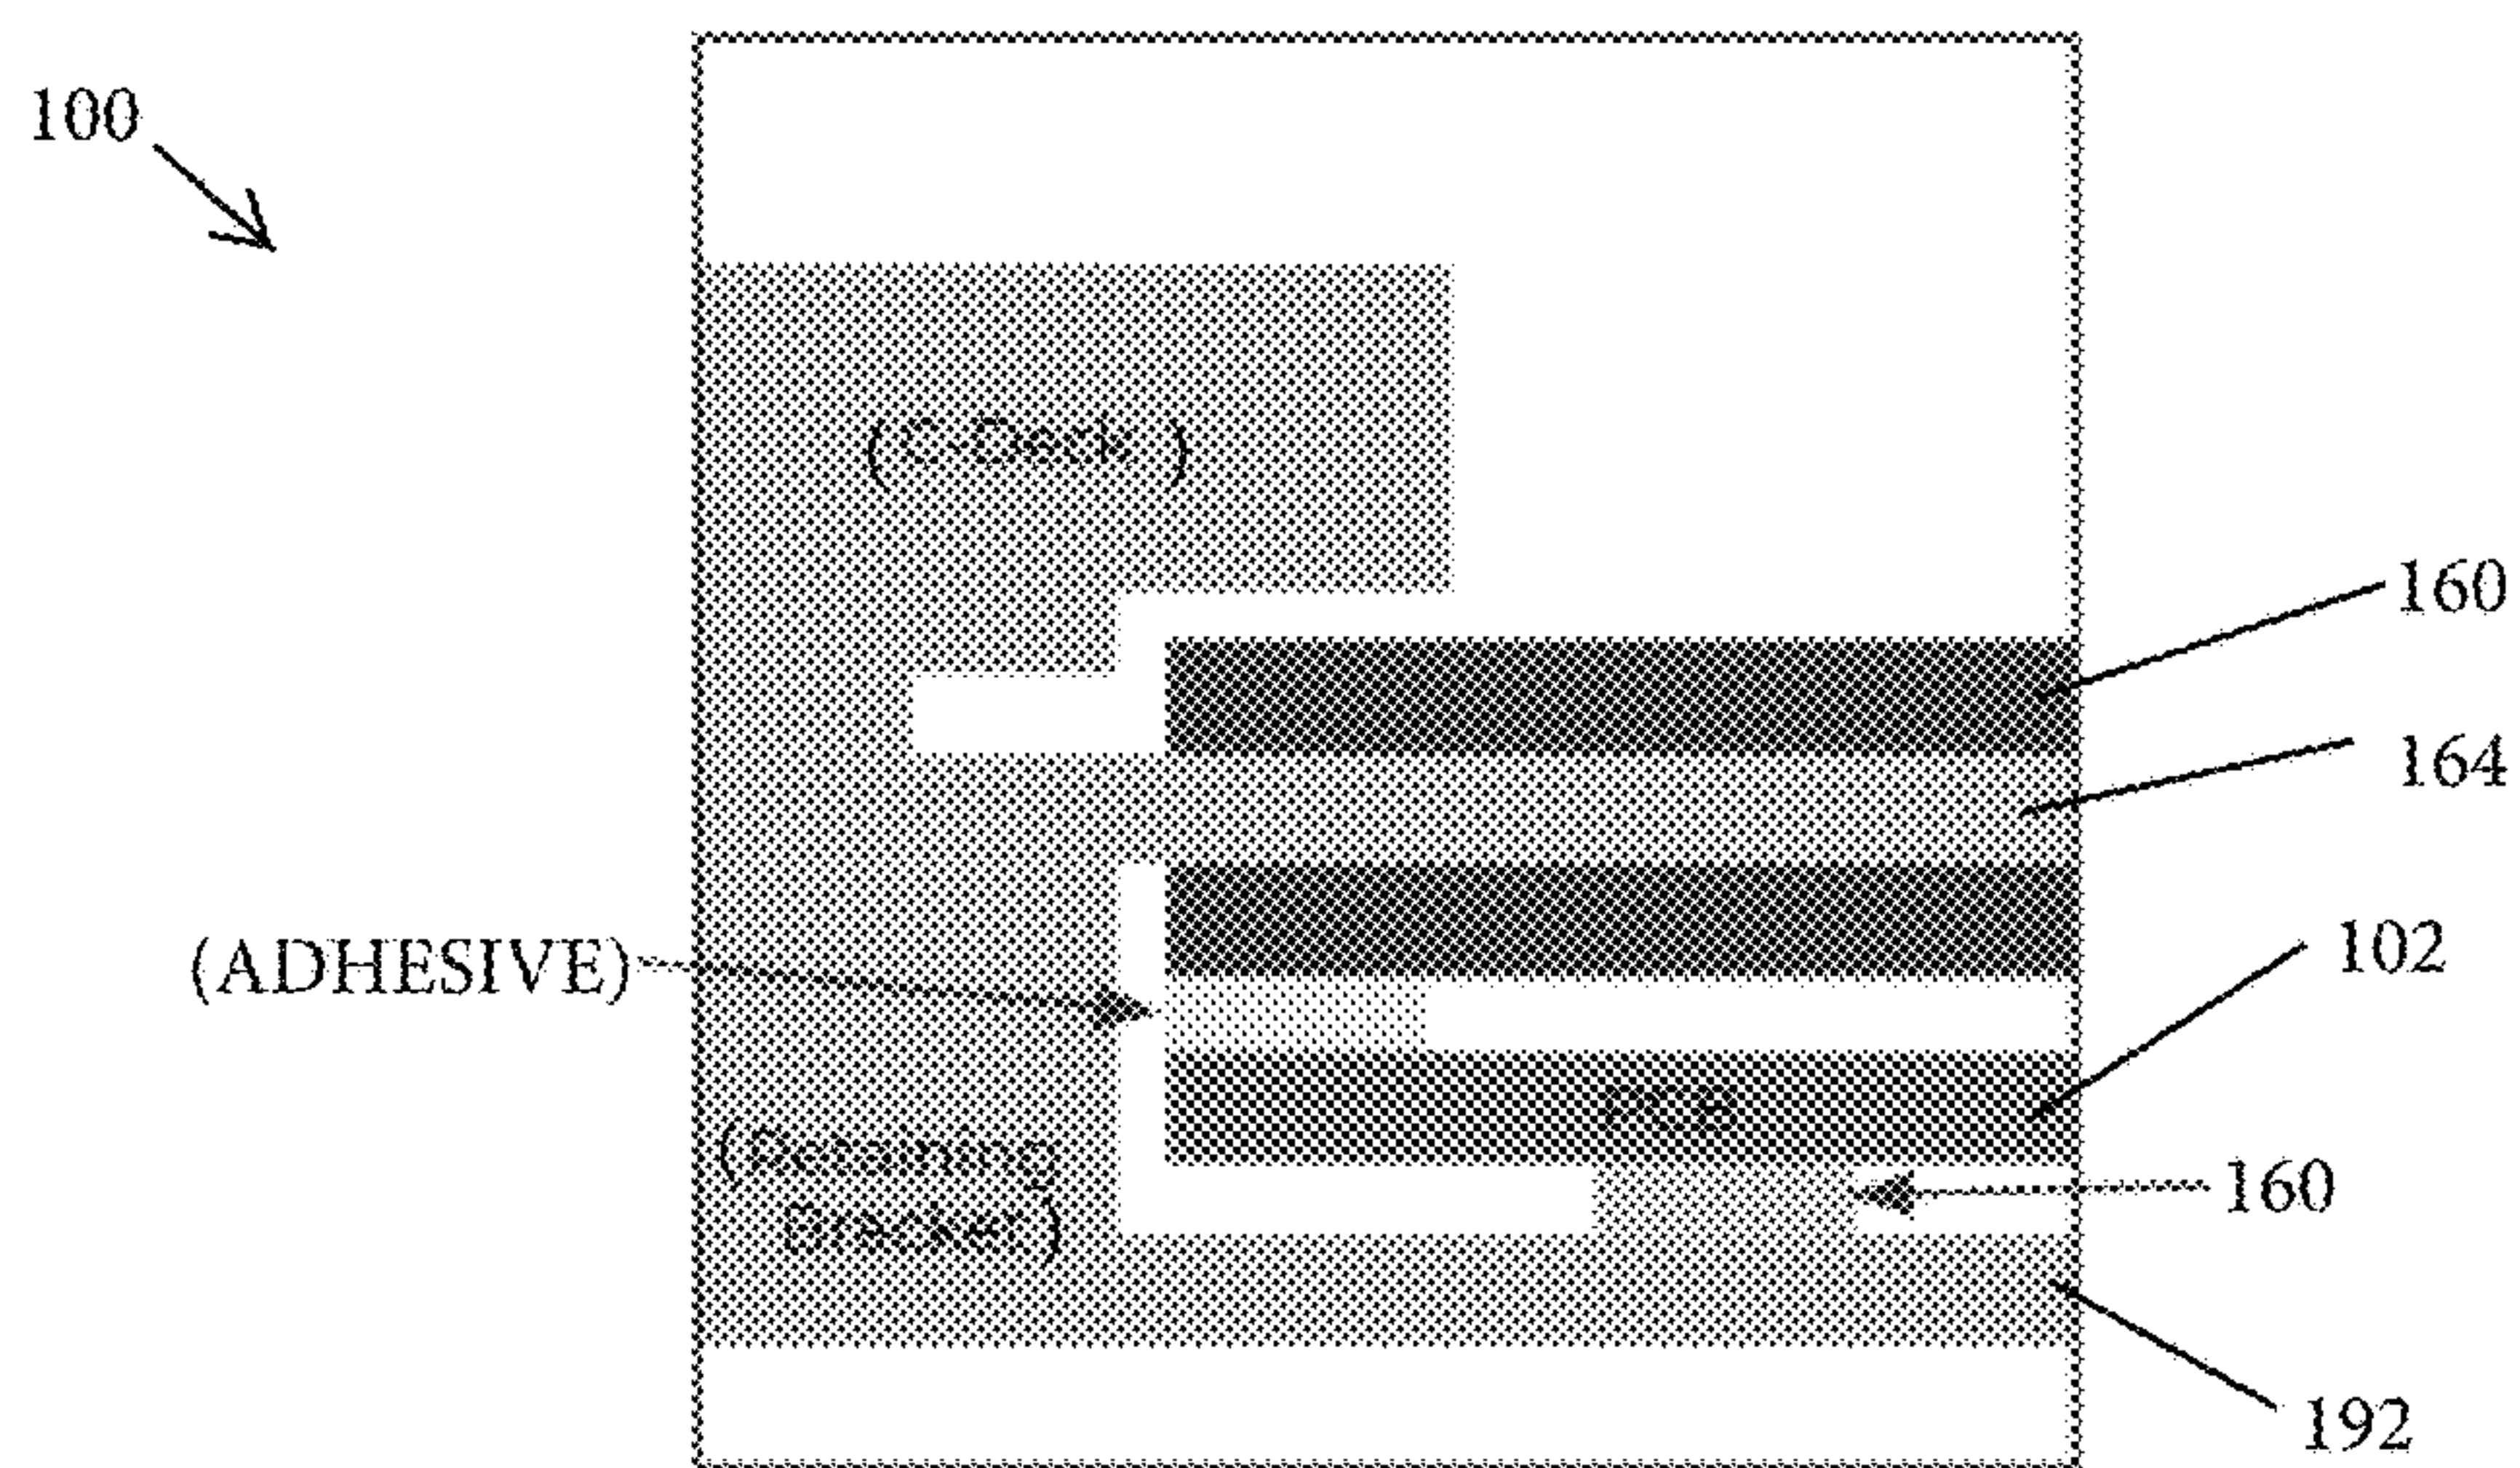 100
(C-Deck )
160
164
(ADHESIVE)
102
PCB
(Retaining
Bracket)
160
192